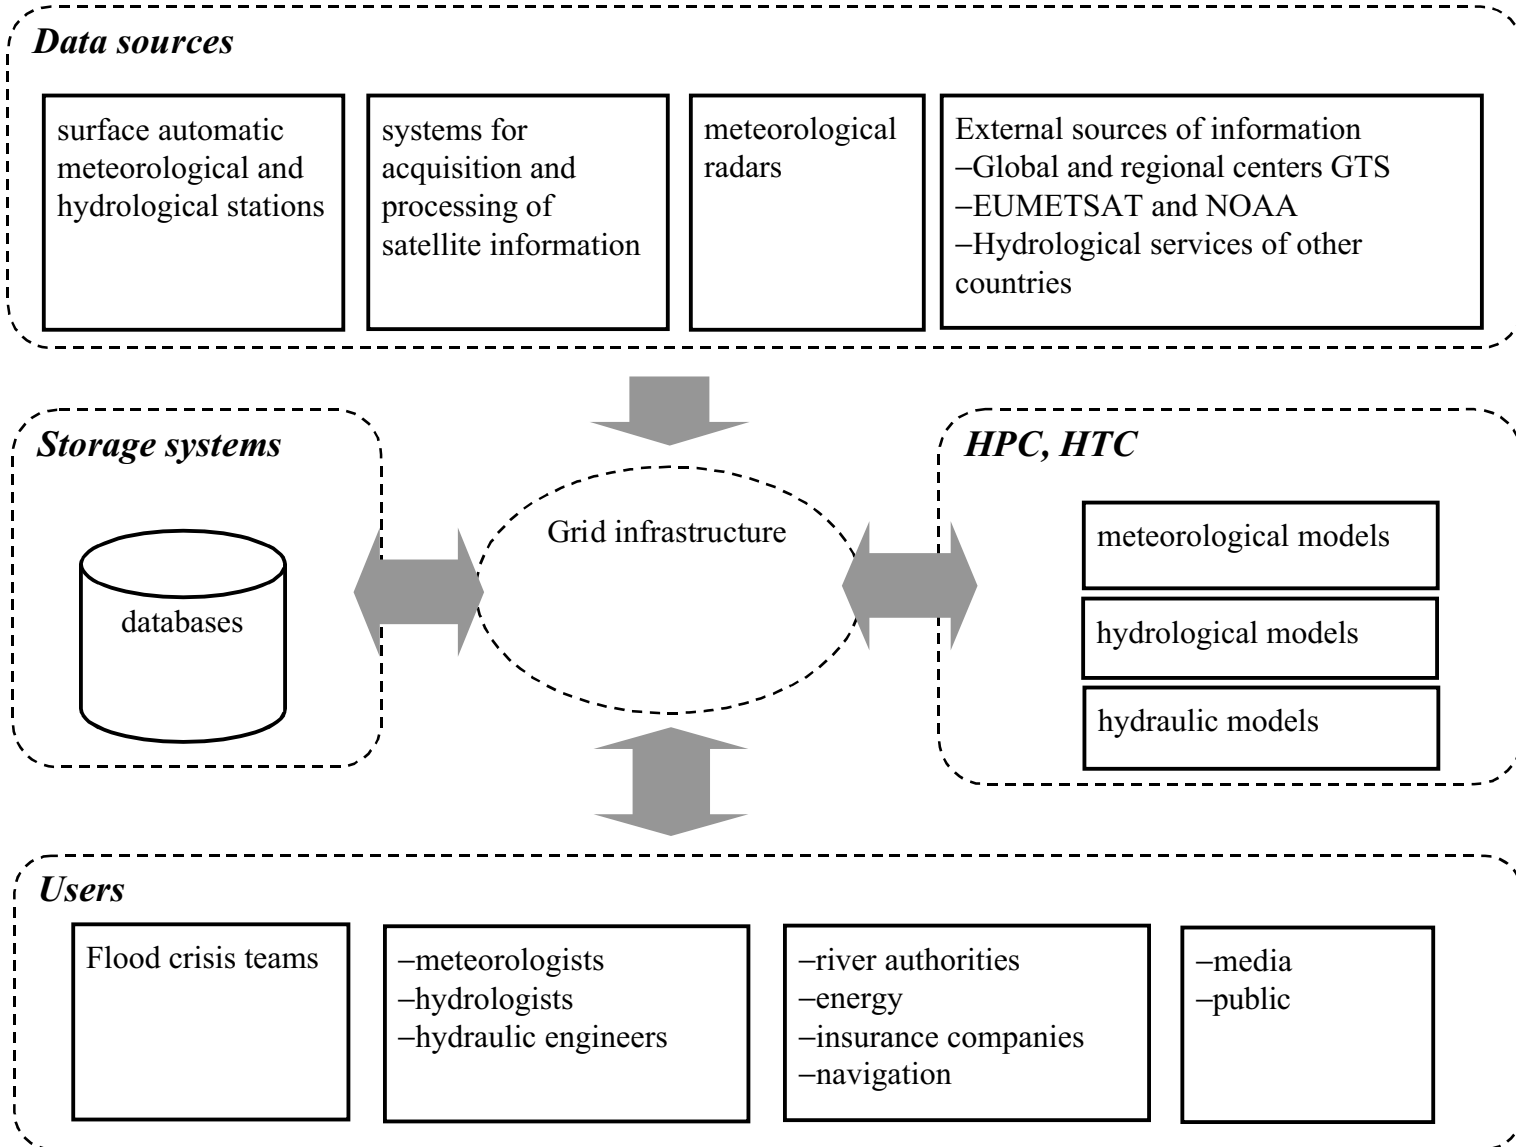 Data sources
surface automatic
meteorological and
hydrological stations
systems for
acquisition and
processing of
satellite information
meteorological
radars
External sources of information
–Global and regional centers GTS
–EUMETSAT and NOAA
–Hydrological services of other
countries
Storage systems
databases
Grid infrastructure
HPC, HTC
meteorological models
hydrological models
hydraulic models
Users
Flood crisis teams
–meteorologists
–hydrologists
–hydraulic engineers
–river authorities
–energy
–insurance companies
–navigation
–media
–public